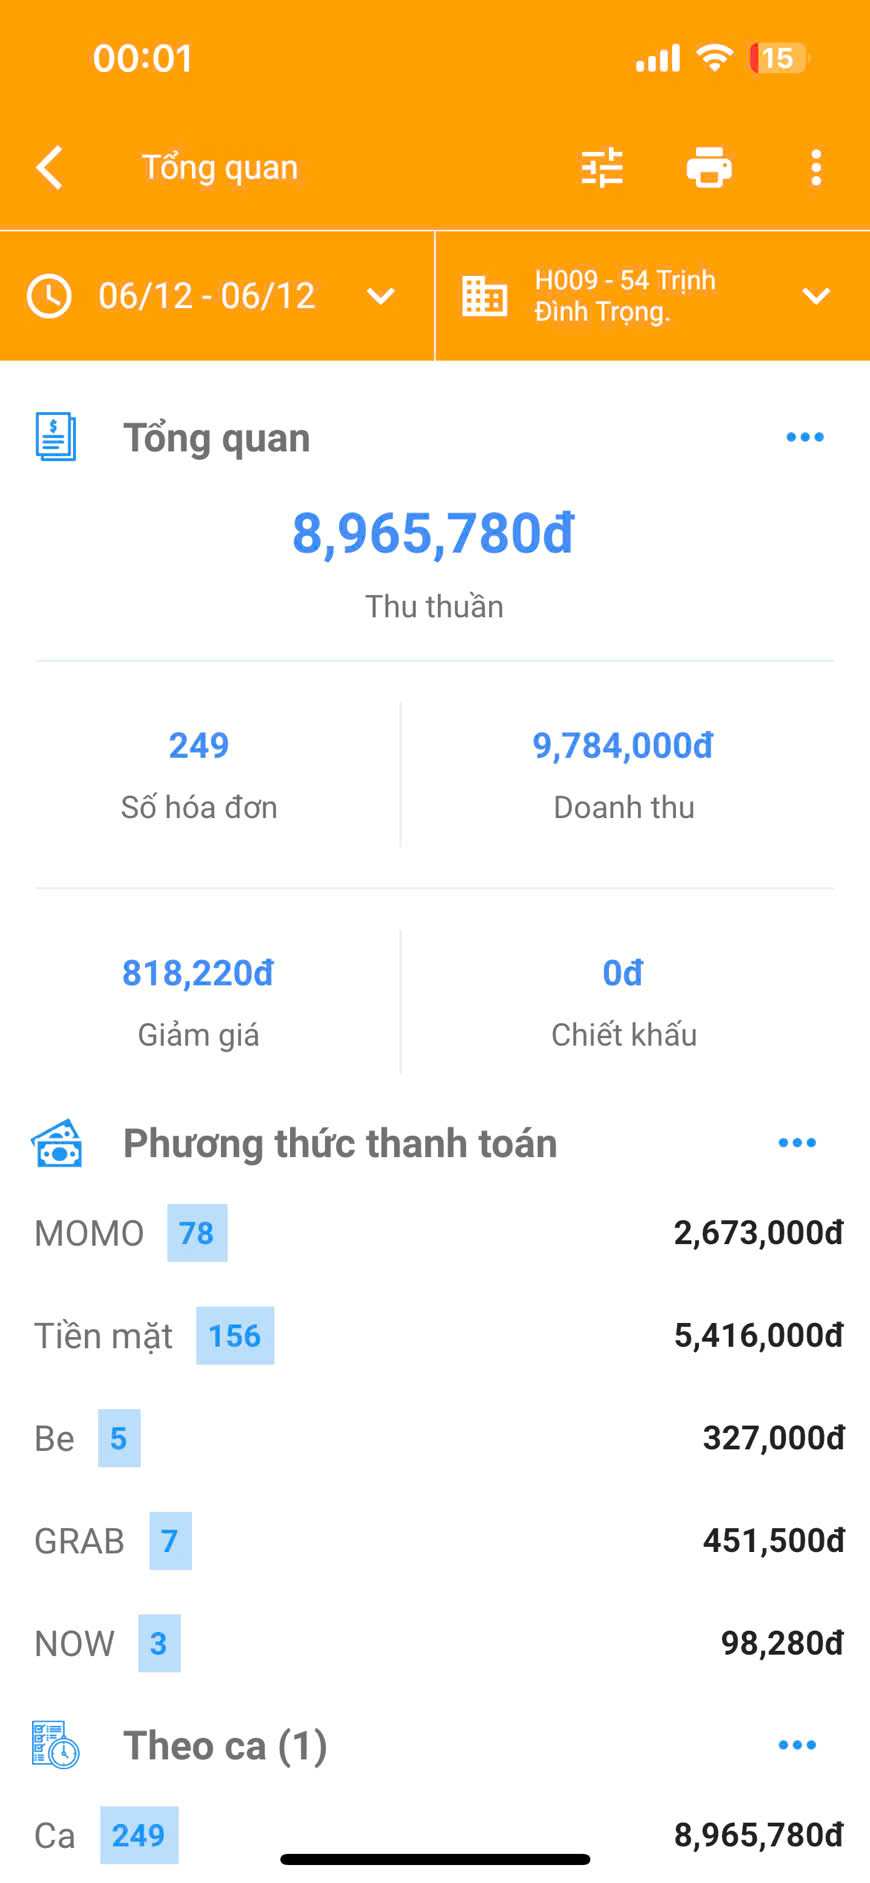 00:01
15
Tổng quan
06/12 - 06/12
H009 - 54 Trịnh
Đình Trọng.
Tổng quan
8,965,780đ
Thu thuần
249
9,784,000đ
Số hóa đơn
Doanh thu
818,220đ
0đ
Giảm giá
Chiết khấu
Phương thức thanh toán
MOMO 78 2,673,000đ
Tiền mặt 156 5,416,000đ
Be 5 327,000đ
GRAB 7 451,500đ
NOW 3 98,280đ
Theo ca (1)
Ca 249 8,965,780đ